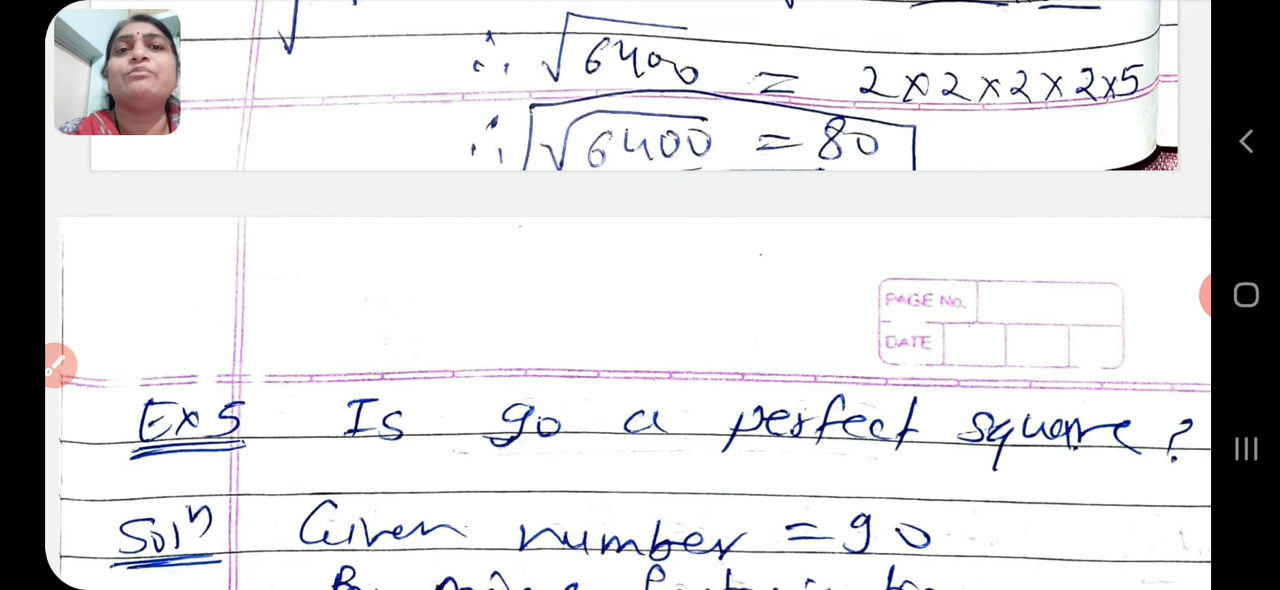 ∴ √6400 = 2×2×2×2×5
∴ √6400 = 80
PAGE No.
DATE
Ex 5 Is 90 a perfect square?
Solⁿ Given number = 90
By